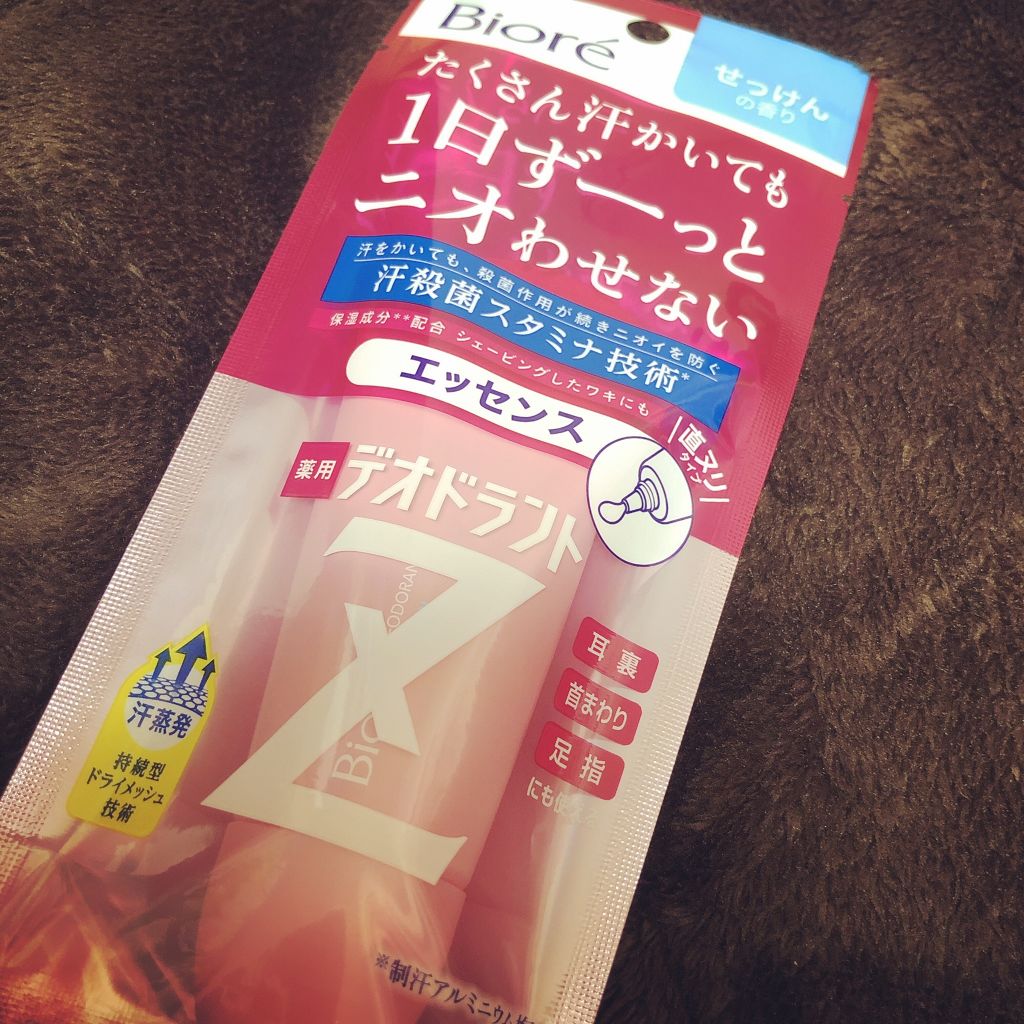 Bioré
せっけん
の香り
たくさん汗かいても
1日ず―っと
ニオわせない
汗をかいても、殺菌作用が続きニオイを防ぐ
汗殺菌スタミナ技術*
保湿成分**配合 シェービングしたワキにも
エッセンス
直ヌリ
タイプ
薬用
デオドラント
Z
耳裏
首まわり
足指
汗蒸発
持続型
ドライメッシュ
技術